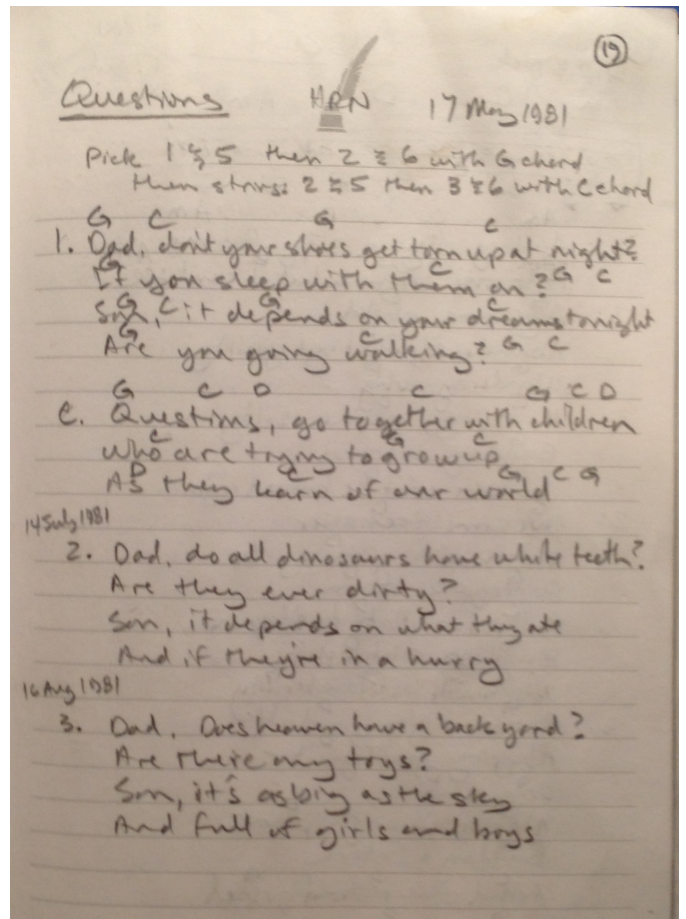 19
Questions HRN 17 May 1981
Pick 1 & 5 then 2 & 6 with G chord
then strings 2 & 5 then 3 & 6 with C chord
G C G C
1. Dad, don't your shoes get torn up at night?
G C G C
If you sleep with them on?
G C G C
Son, it depends on your dreams tonight
G C G C
Are you going walking?
G C D C G C D
C. Questions, go together with children
C G C
who are trying to grow up
D C G C G
As they learn of our world
14 July 1981
2. Dad, do all dinosaurs have white teeth?
Are they ever dirty?
Son, it depends on what they ate
And if they're in a hurry
16 Aug 1981
3. Dad, Does heaven have a back yard?
Are there any toys?
Son, it's as big as the sky
And full of girls and boys